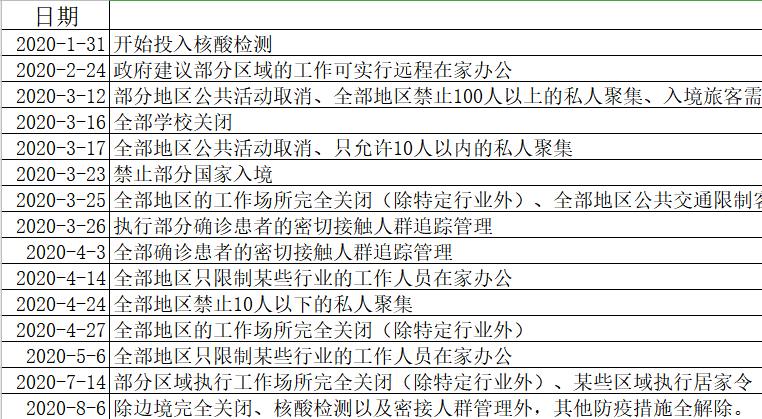 日期
2020-1-31 开始投入核酸检测
2020-2-24 政府建议部分区域的工作可实行远程在家办公
2020-3-12 部分地区公共活动取消、全部地区禁止100人以上的私人聚集、入境旅客需
2020-3-16 全部学校关闭
2020-3-17 全部地区公共活动取消、只允许10人以内的私人聚集
2020-3-23 禁止部分国家入境
2020-3-25 全部地区的工作场所完全关闭（除特定行业外）、全部地区公共交通限制客
2020-3-26 执行部分确诊患者的密切接触人群追踪管理
2020-4-3 全部确诊患者的密切接触人群追踪管理
2020-4-14 全部地区只限制某些行业的工作人员在家办公
2020-4-24 全部地区禁止10人以下的私人聚集
2020-4-27 全部地区的工作场所完全关闭（除特定行业外）
2020-5-6 全部地区只限制某些行业的工作人员在家办公
2020-7-14 部分区域执行工作场所完全关闭（除特定行业外）、某些区域执行居家令
2020-8-6 除边境完全关闭、核酸检测以及密接人群管理外，其他防疫措施全解除。